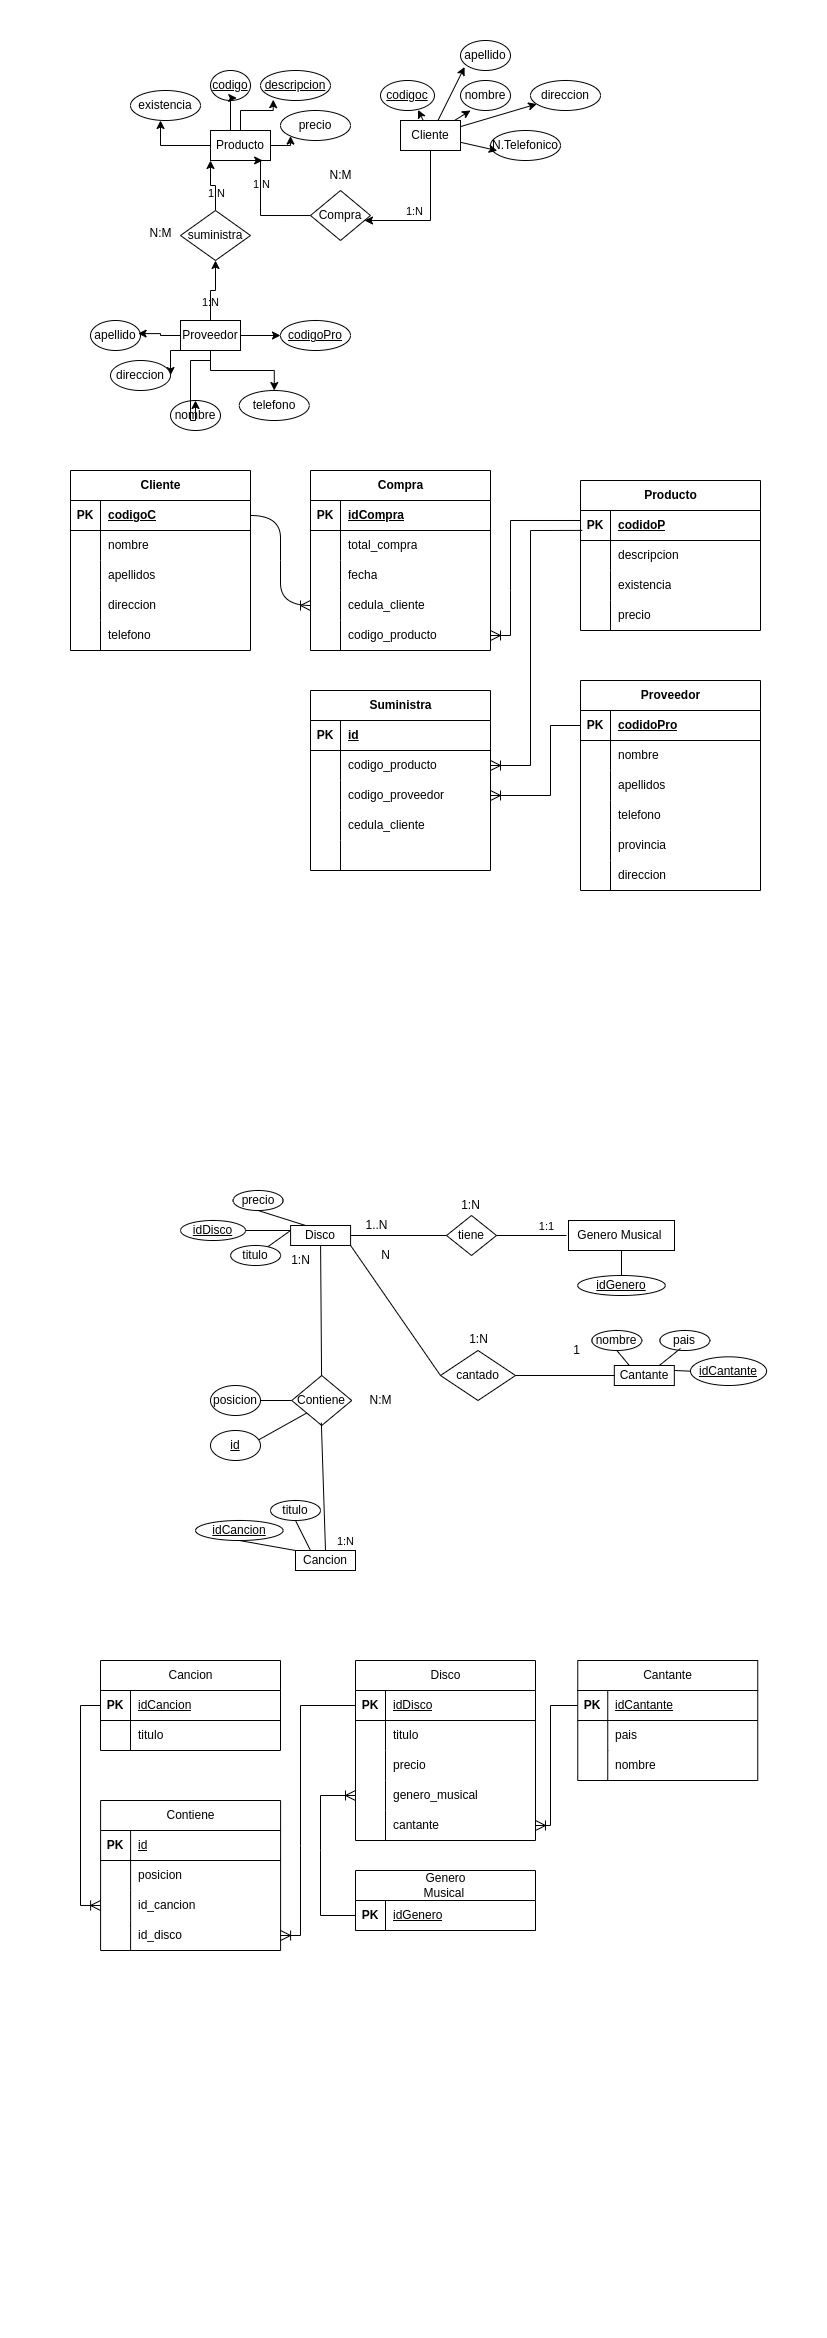 apellido
codigo
descripcion
codigoc
nombre
direccion
existencia
precio
Cliente
Producto
N.Telefonico
N:M
1:N
1:N
1:N
Compra
N:M
suministra
1:N
apellido
Proveedor
codigoPro
direccion
nombre
telefono
Cliente
PK
codigoC
nombre
apellidos
direccion
telefono
Compra
PK
idCompra
total_compra
fecha
cedula_cliente
codigo_producto
Producto
PK
codidoP
descripcion
existencia
precio
Suministra
PK
id
codigo_producto
codigo_proveedor
cedula_cliente
Proveedor
PK
codidoPro
nombre
apellidos
telefono
provincia
direccion
precio
idDisco
Disco
titulo
1:N
1..N
N
1:N
tiene
1:1
Genero Musical
idGenero
1:N
cantado
1
nombre
pais
Cantante
idCantante
posicion
Contiene
N:M
id
titulo
idCancion
1:N
Cancion
Cancion
PK
idCancion
titulo
Disco
PK
idDisco
titulo
precio
genero_musical
cantante
Cantante
PK
idCantante
pais
nombre
Contiene
PK
id
posicion
id_cancion
id_disco
Genero
Musical
PK
idGenero